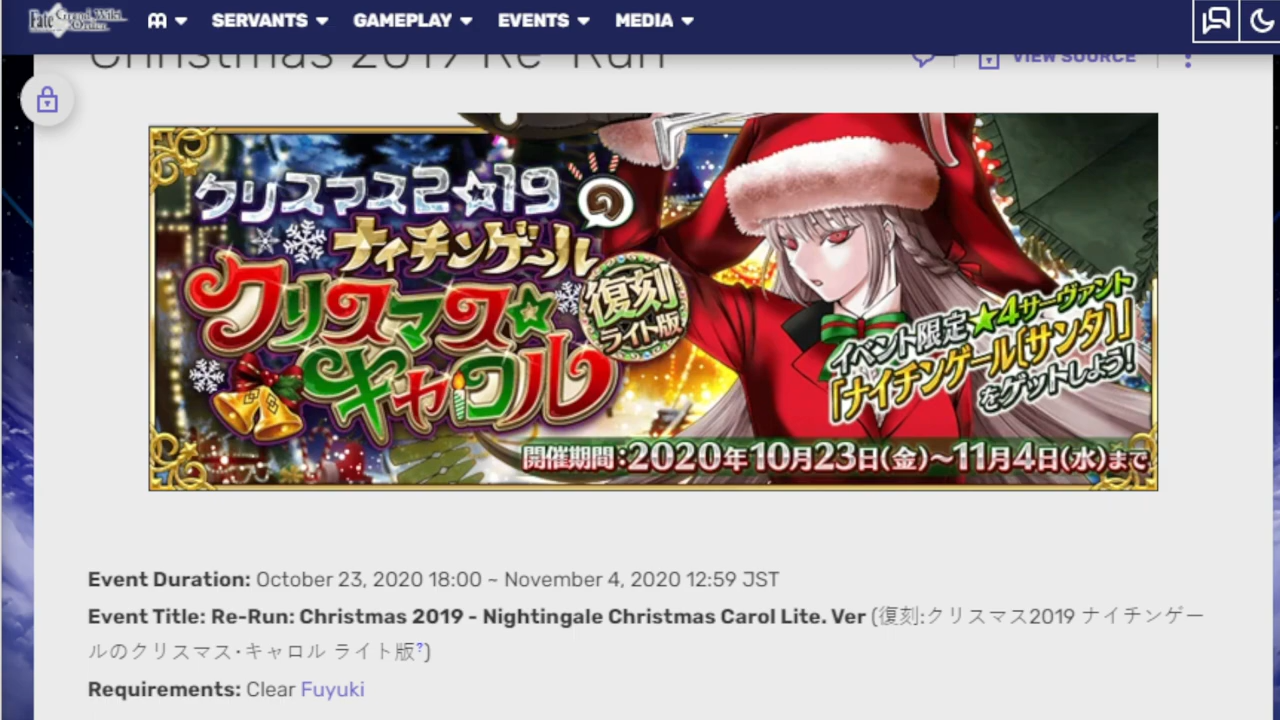 Fate Grand Wiki Order
SERVANTS GAMEPLAY EVENTS MEDIA
Christmas 2019 Re-Run
VIEW SOURCE
クリスマス2☆19
ナイチンゲール
クリスマス☆
キャロル
復刻
ライト版
イベント限定★4サーヴァント
「ナイチンゲール〔サンタ〕」
をゲットしよう!
開催期間:2020年10月23日(金)~11月4日(水)まで
Event Duration: October 23, 2020 18:00 ~ November 4, 2020 12:59 JST
Event Title: Re-Run: Christmas 2019 - Nightingale Christmas Carol Lite. Ver (復刻:クリスマス2019 ナイチンゲー
ルのクリスマス･キャロル ライト版?)
Requirements: Clear Fuyuki